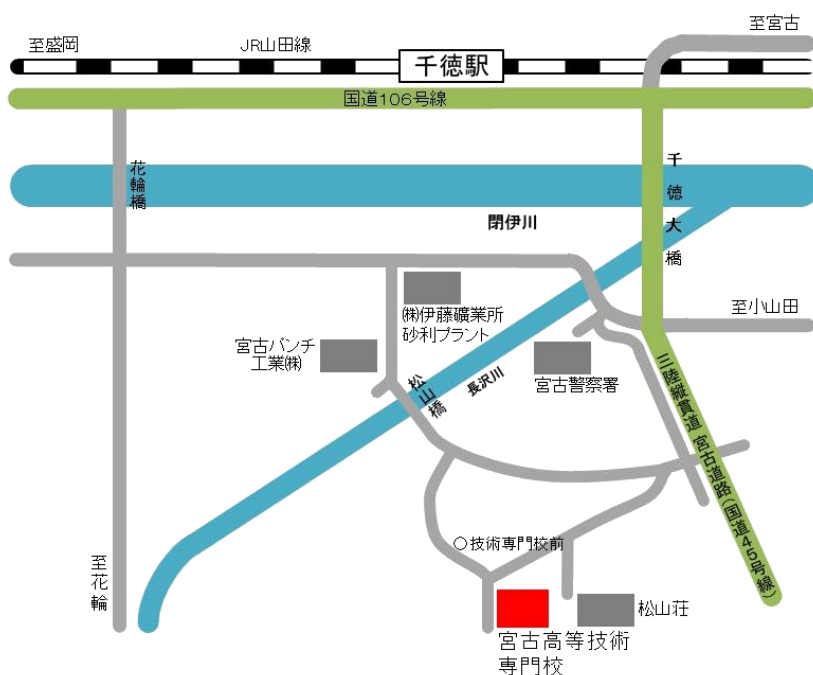 至宮古
至盛岡
JR山田線
千徳駅
国道106号線
花輪橋
千徳大橋
閉伊川
㈱伊藤礦業所
砂利プラント
至小山田
宮古パンチ
工業㈱
宮古警察署
長沢川
松山橋
三陸縦貫道 宮古道路(国道45号線)
○技術専門校前
至花輪
松山荘
宮古高等技術
専門校